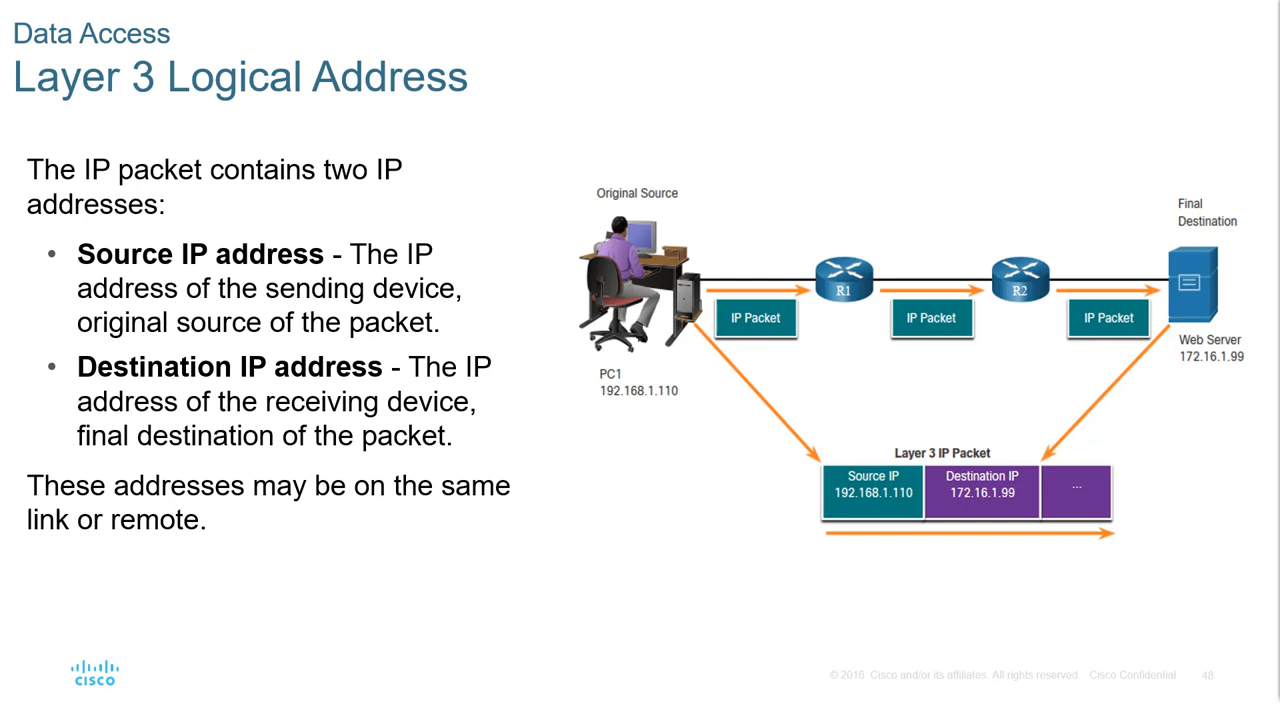 Data Access
Layer 3 Logical Address
The IP packet contains two IP
addresses:
• Source IP address - The IP
address of the sending device,
original source of the packet.
• Destination IP address - The IP
address of the receiving device,
final destination of the packet.
These addresses may be on the same
link or remote.
Original Source
Final
Destination
R1
R2
IP Packet
IP Packet
IP Packet
Web Server
172.16.1.99
PC1
192.168.1.110
Layer 3 IP Packet
Source IP
192.168.1.110
Destination IP
172.16.1.99
...
CISCO
© 2016 Cisco and/or its affiliates. All rights reserved. Cisco Confidential
48